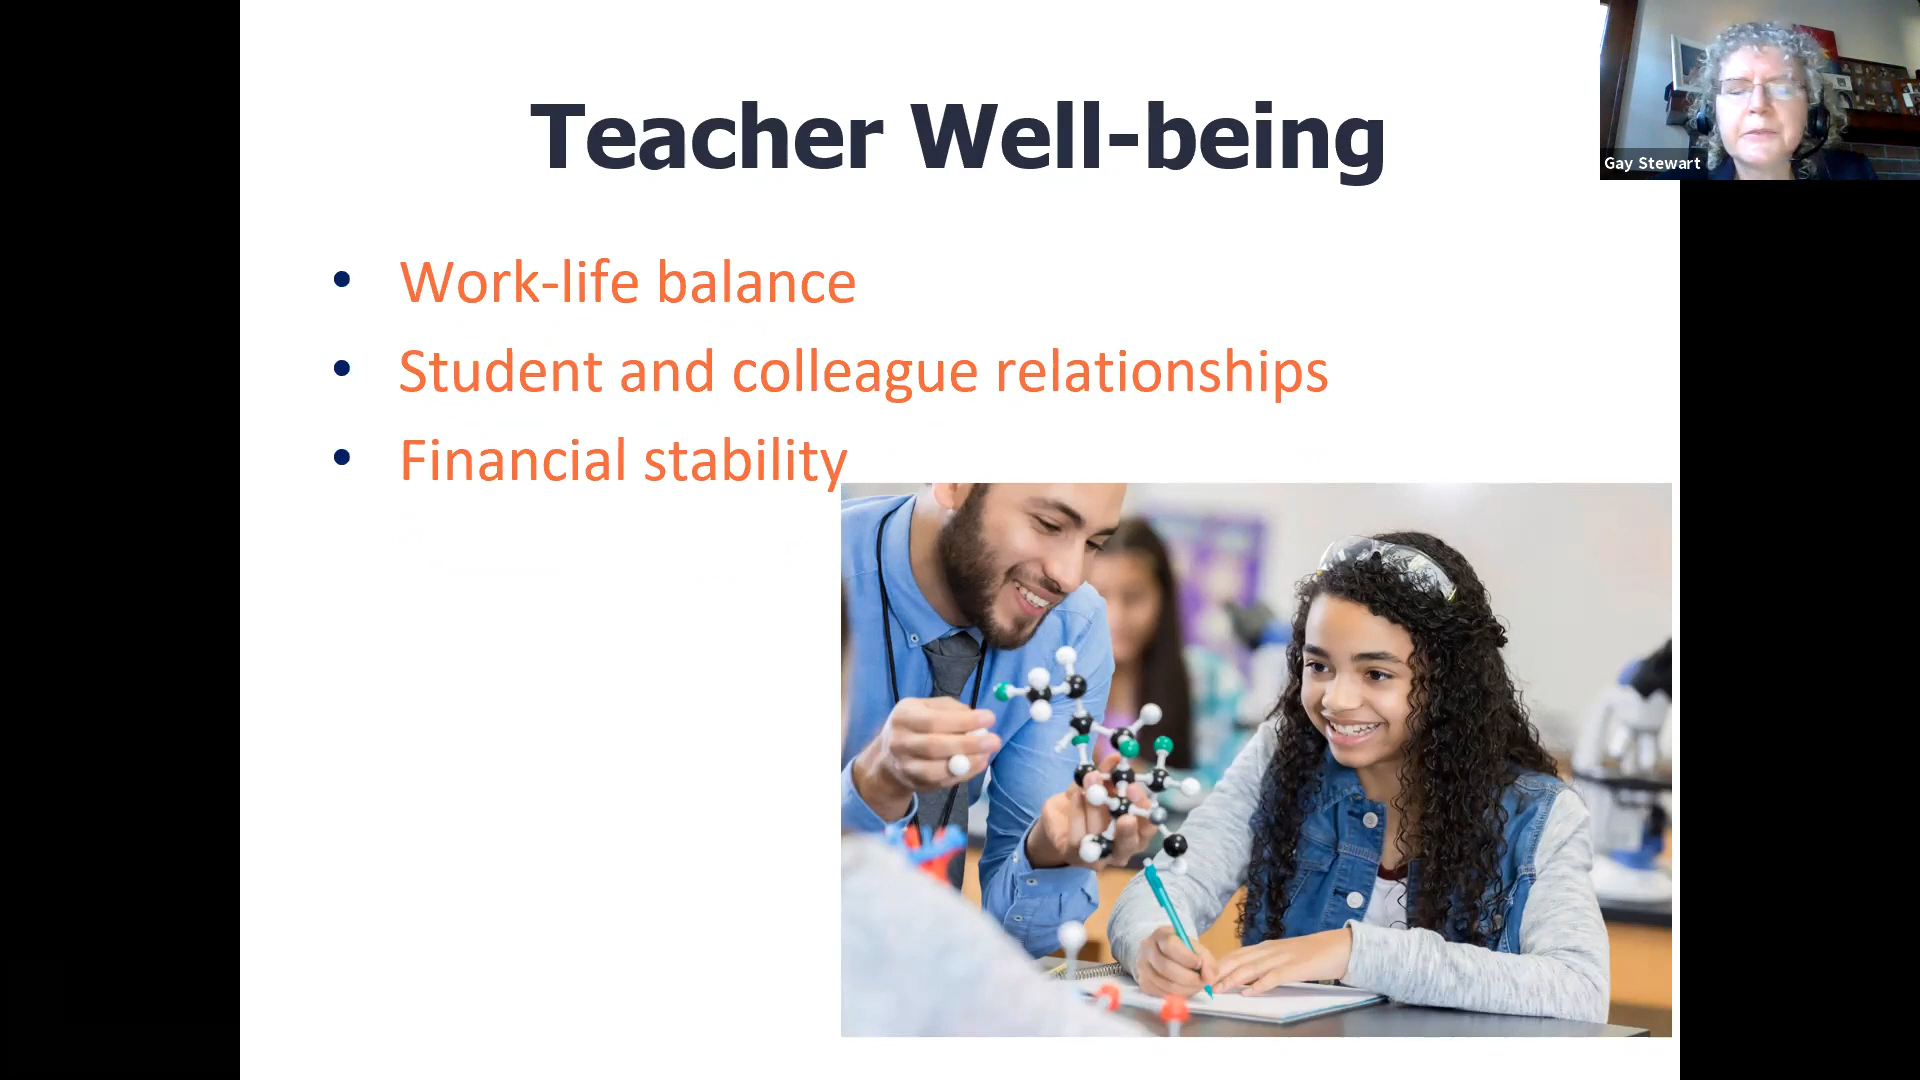 Teacher Well-being
Gay Stewart
• Work-life balance
• Student and colleague relationships
• Financial stability